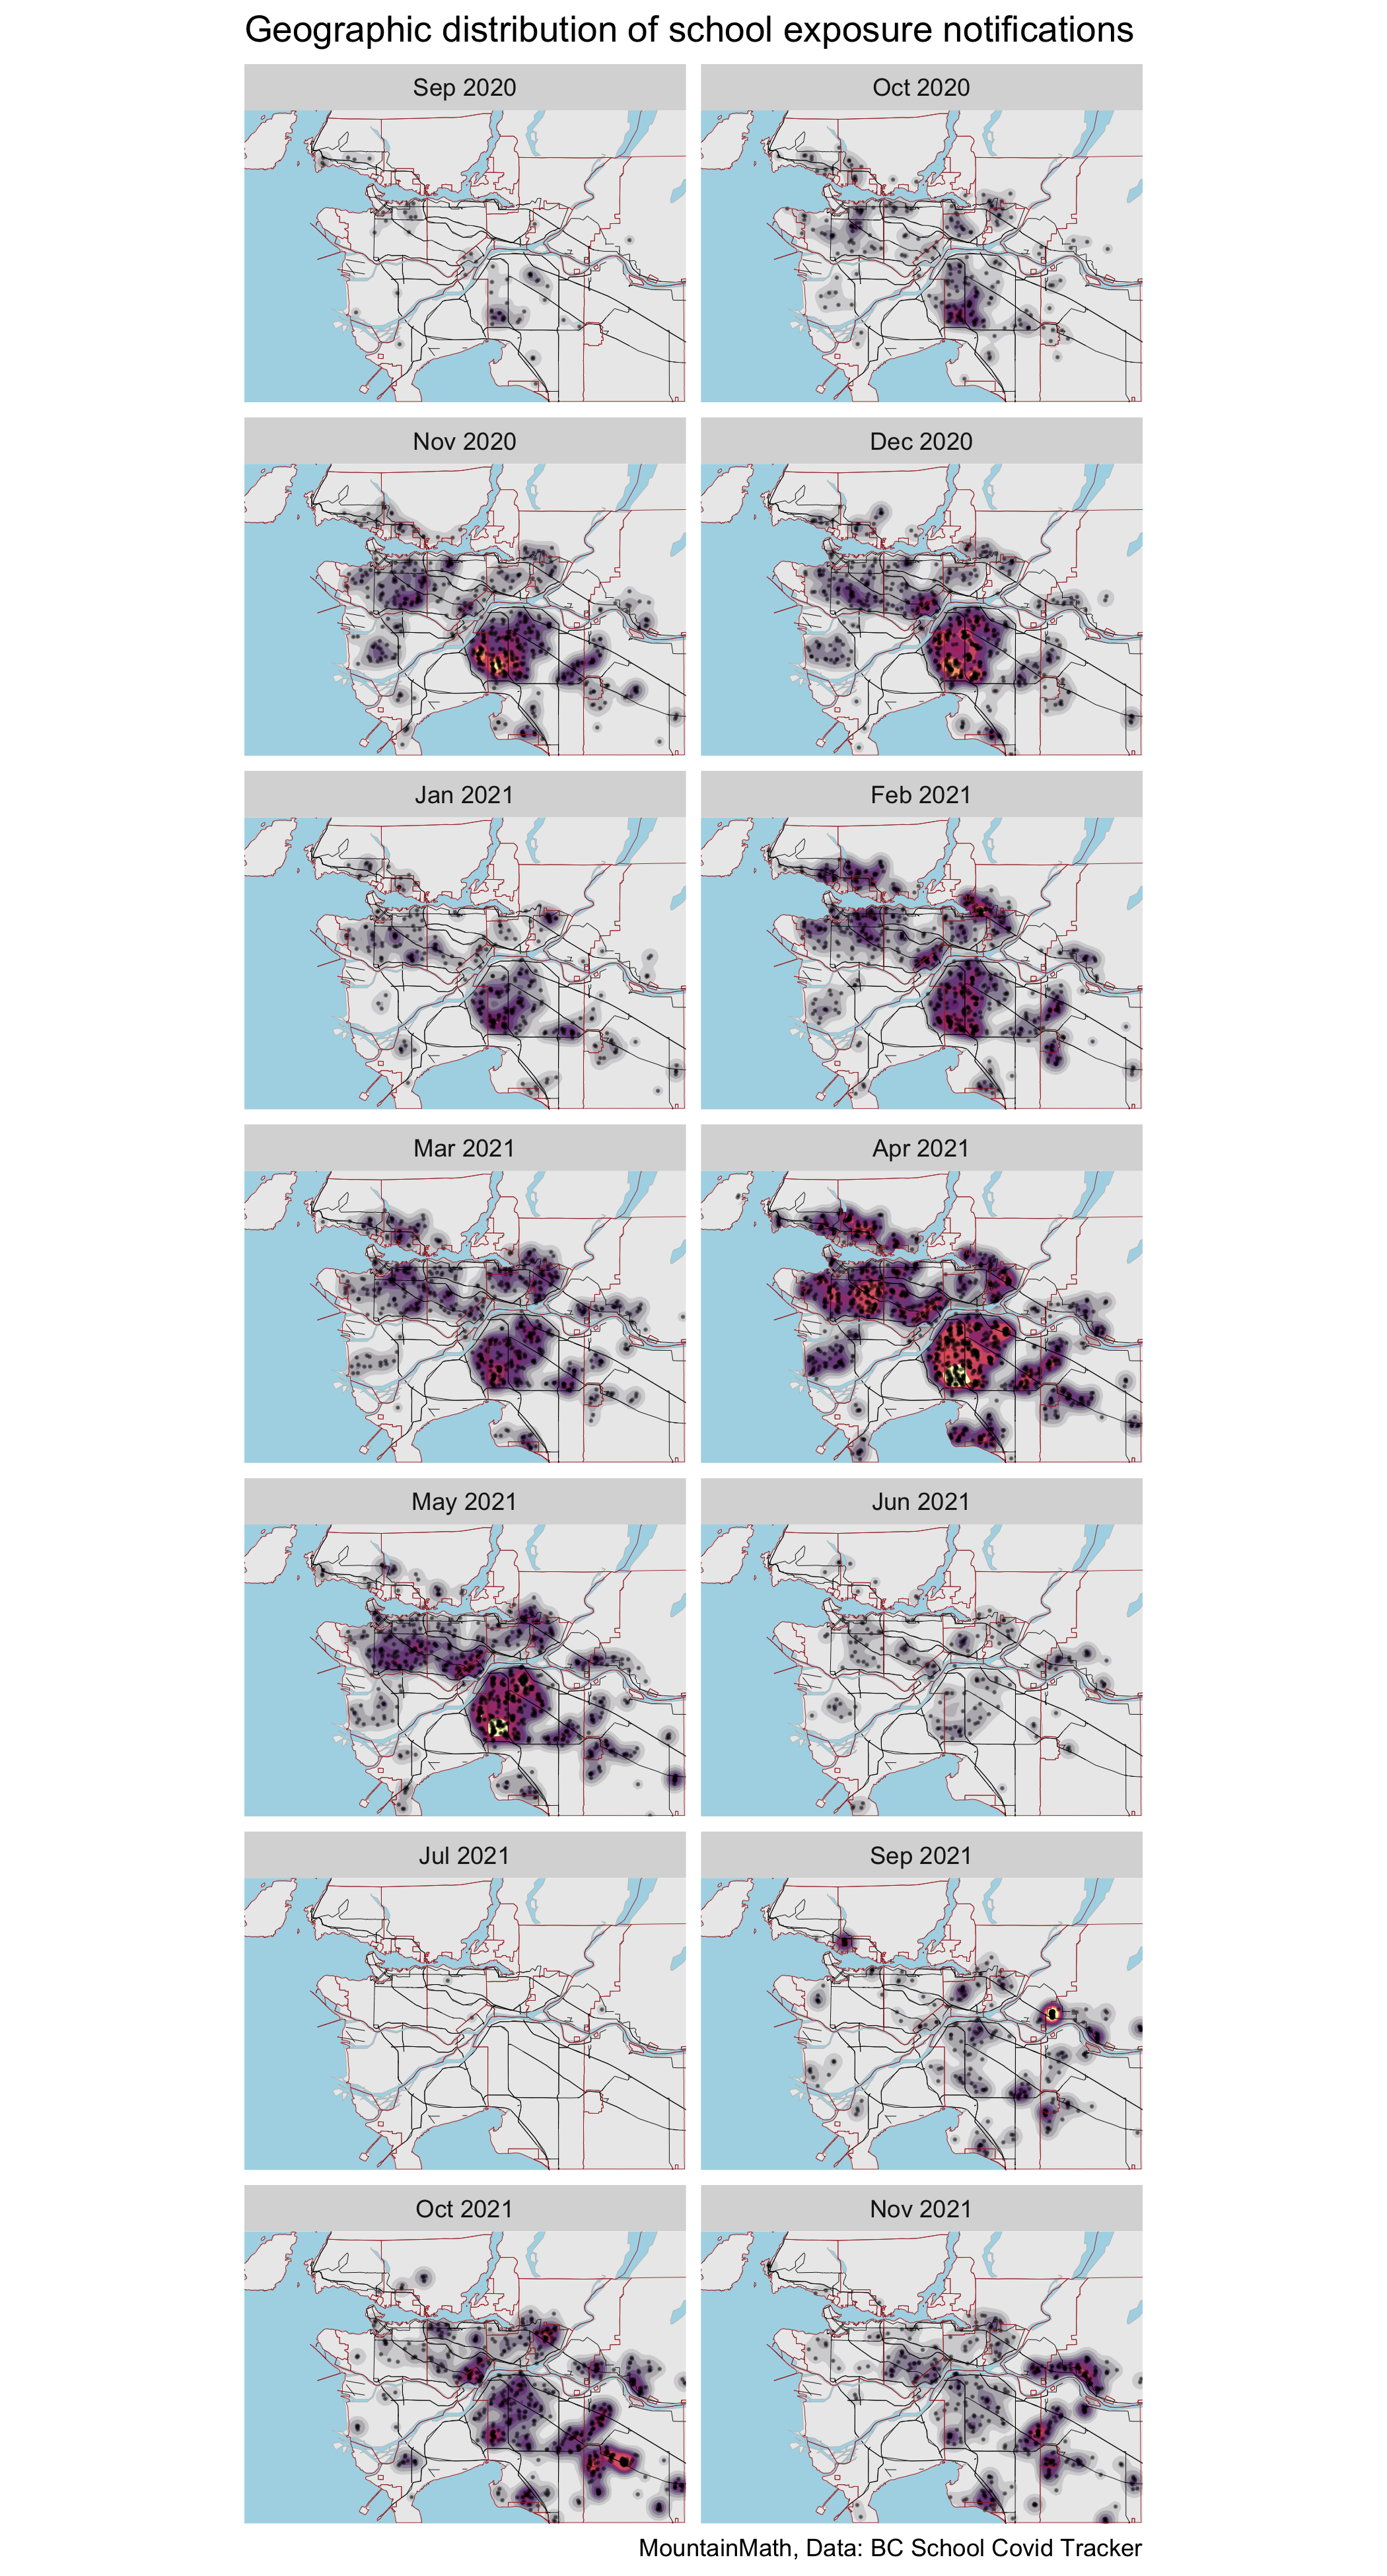 Geographic distribution of school exposure notifications
Sep 2020
Oct 2020
Nov 2020
Dec 2020
Jan 2021
Feb 2021
Mar 2021
Apr 2021
May 2021
Jun 2021
Jul 2021
Sep 2021
Oct 2021
Nov 2021
MountainMath, Data: BC School Covid Tracker